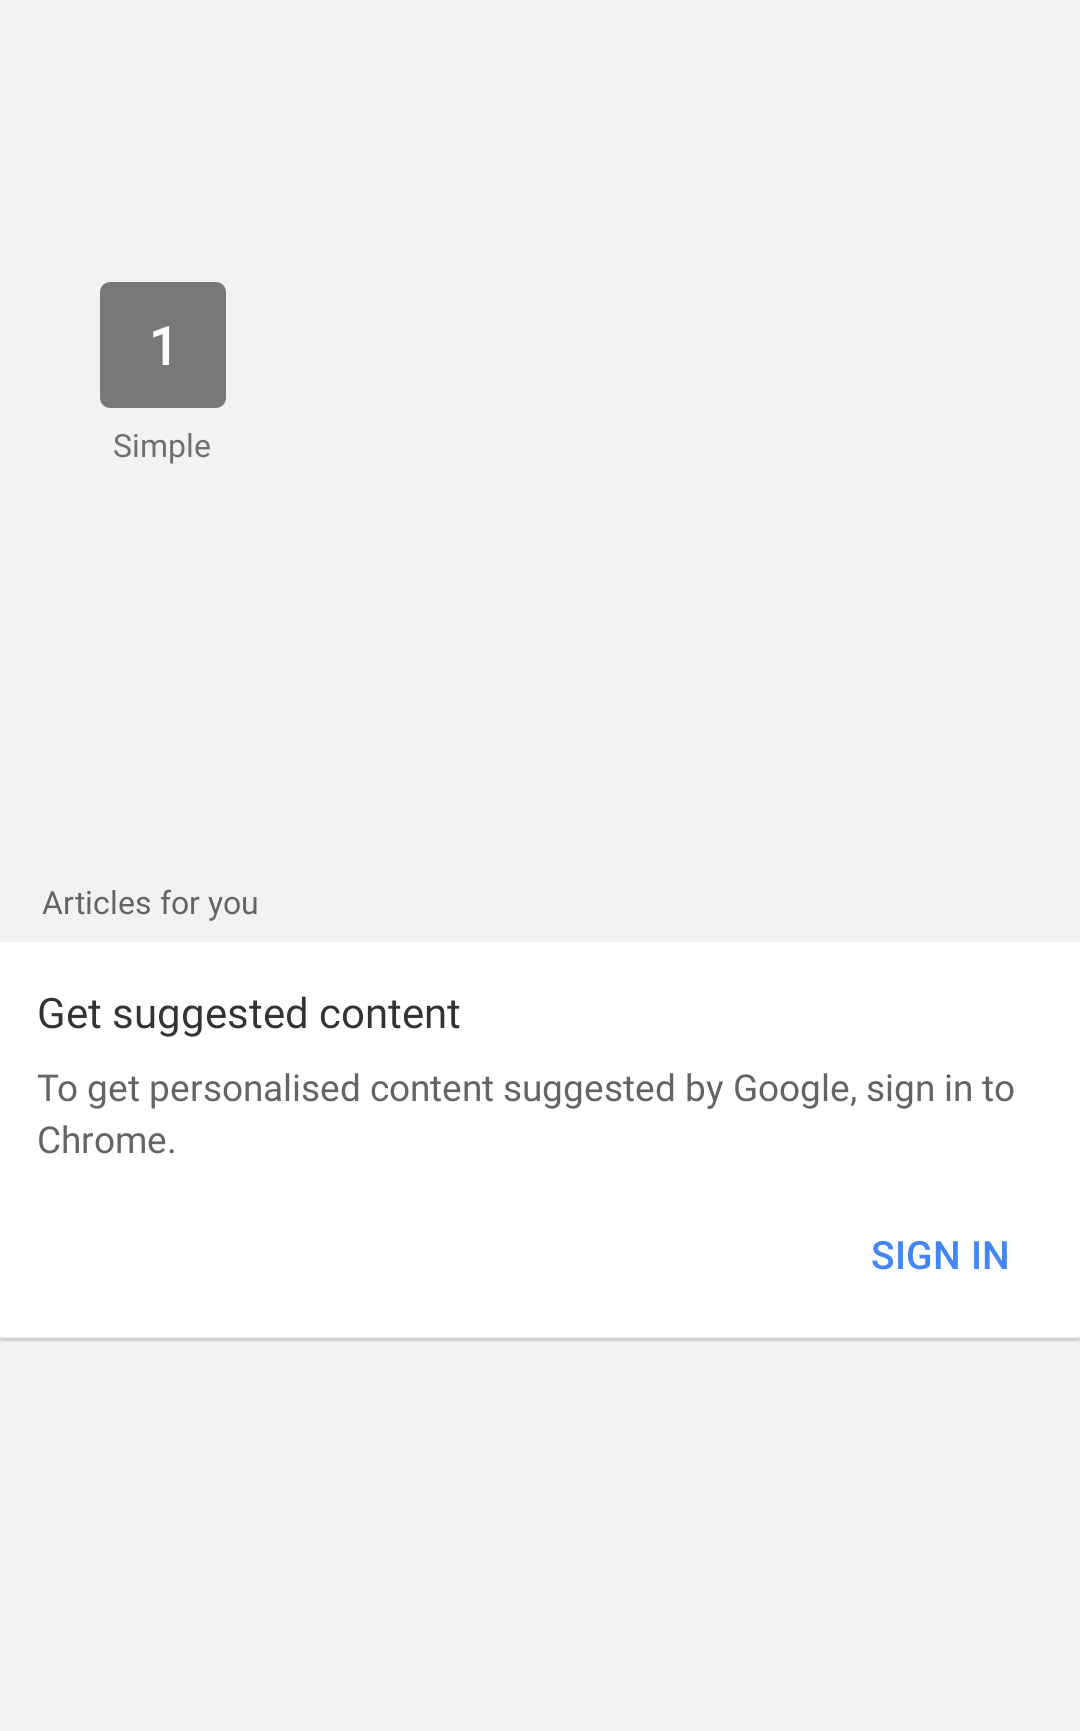 1
Simple
Articles for you
Get suggested content
To get personalised content suggested by Google, sign in to
Chrome.
SIGN IN